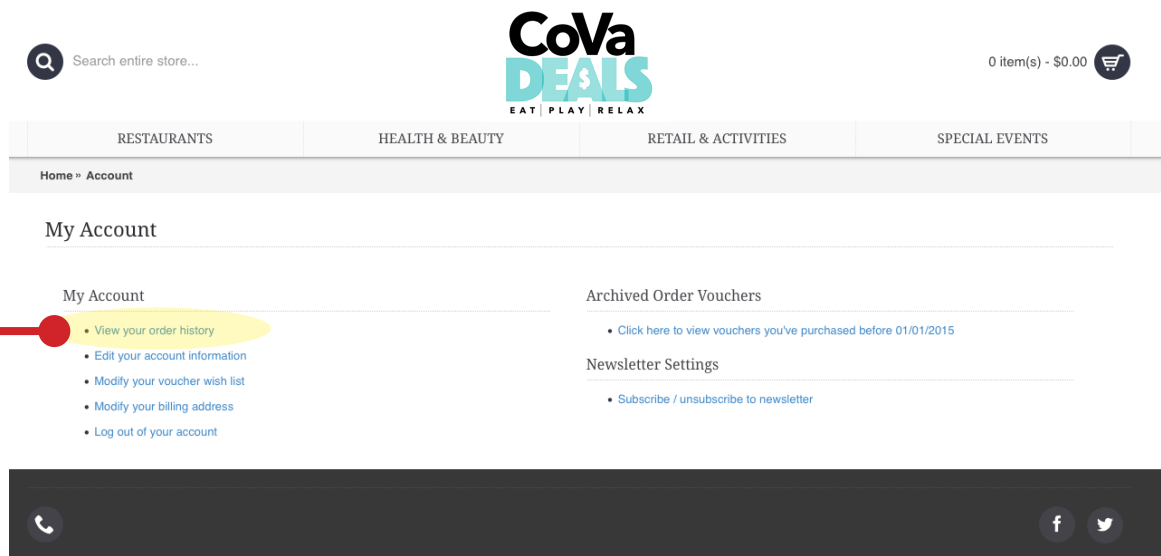 CoVa
DEALS
$
EAT | PLAY | RELAX
Search entire store...
0 item(s) - $0.00
RESTAURANTS
HEALTH & BEAUTY
RETAIL & ACTIVITIES
SPECIAL EVENTS
Home » Account
My Account
My Account
• View your order history
• Edit your account information
• Modify your voucher wish list
• Modify your billing address
• Log out of your account
Archived Order Vouchers
• Click here to view vouchers you've purchased before 01/01/2015
Newsletter Settings
• Subscribe / unsubscribe to newsletter